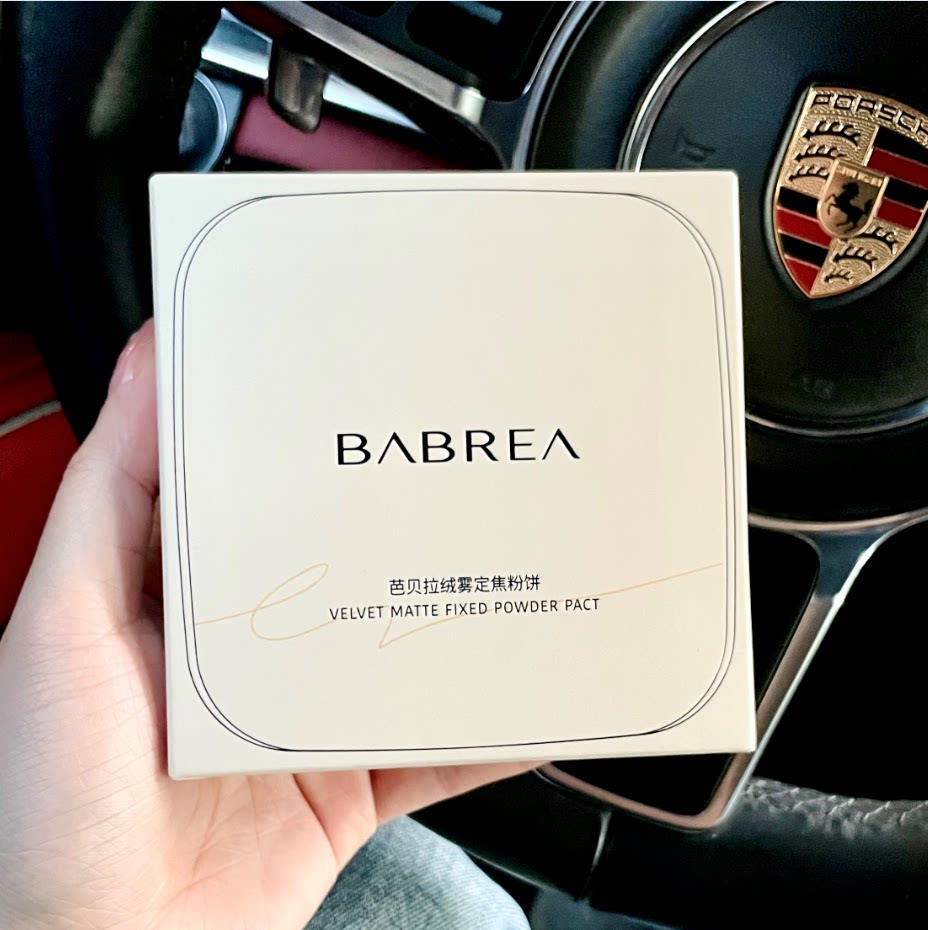 PORSCHE
BABREA
芭贝拉绒雾定焦粉饼
VELVET MATTE FIXED POWDER PACT